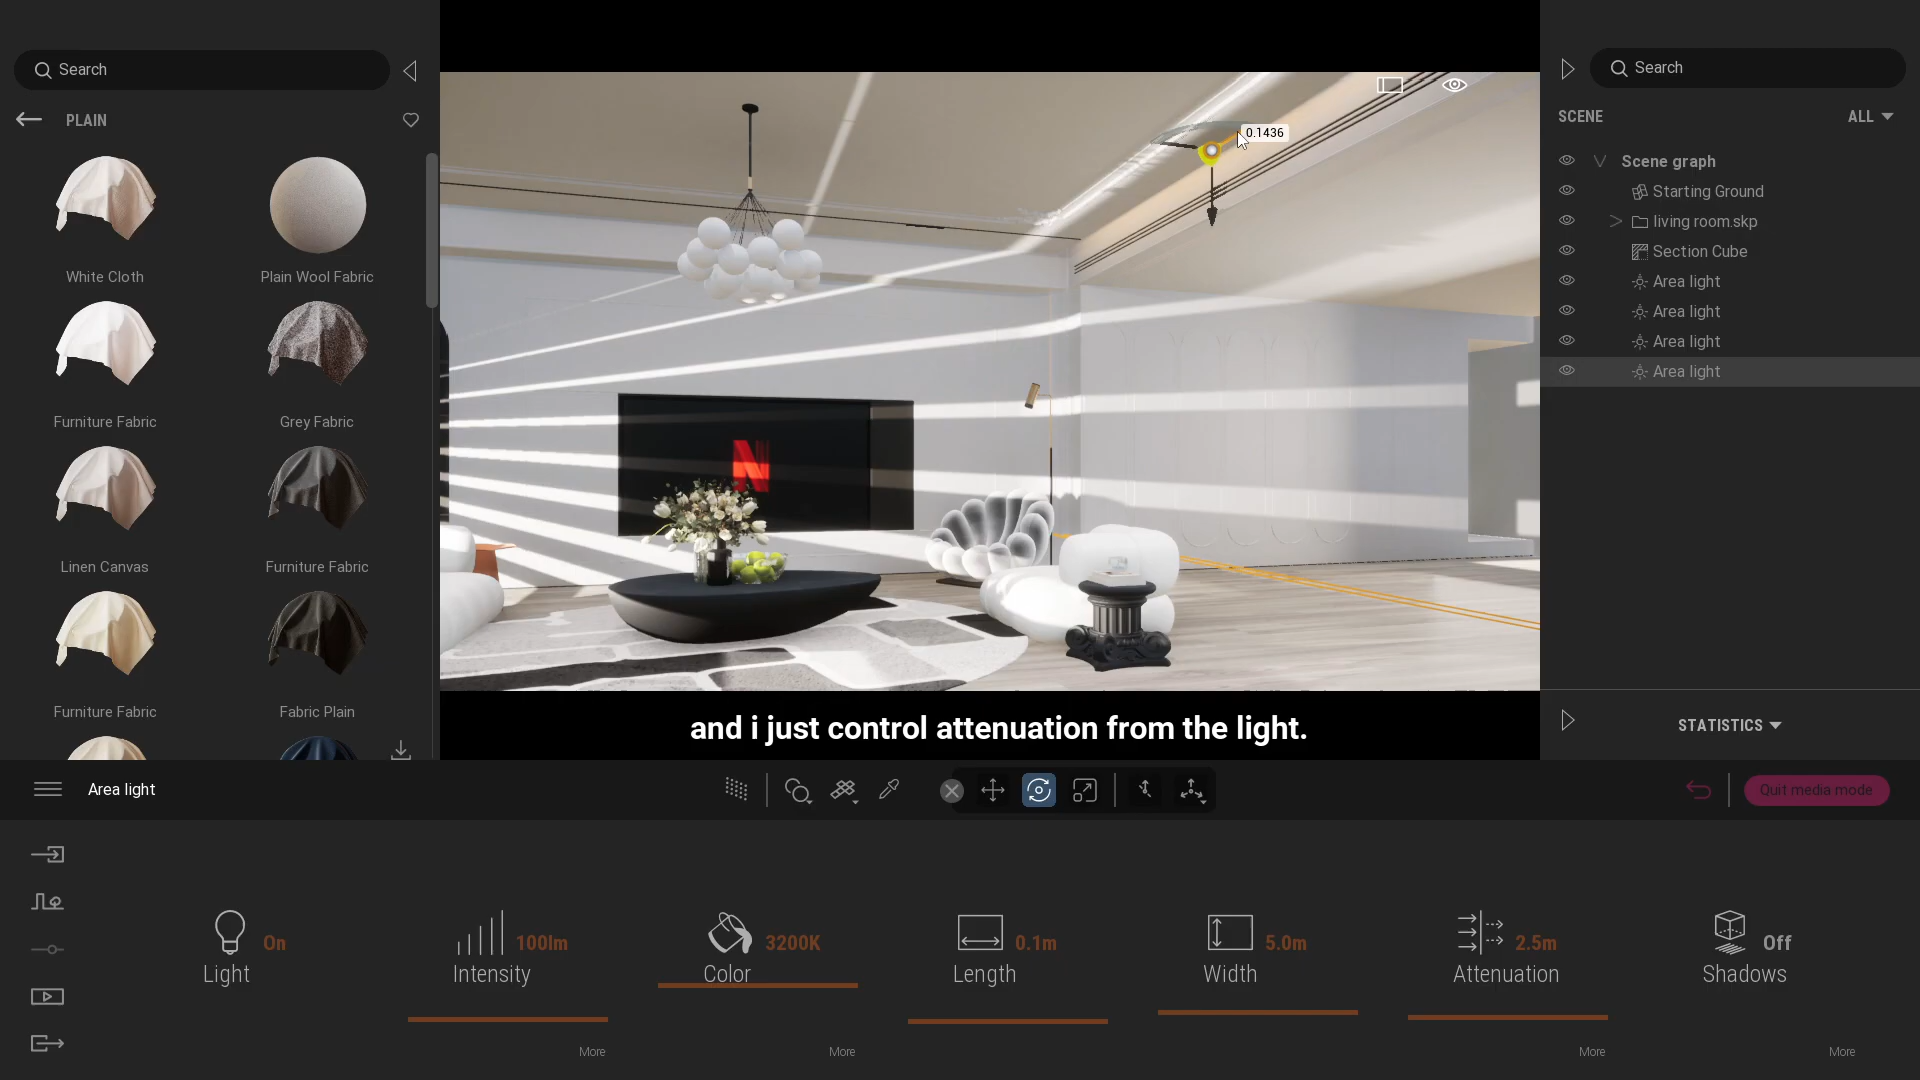 Search
PLAIN
White Cloth
Plain Wool Fabric
Furniture Fabric
Grey Fabric
Linen Canvas
Furniture Fabric
Furniture Fabric
Fabric Plain
0.1436
N
and i just control attenuation from the light.
Search
SCENE
ALL
Scene graph
Starting Ground
living room.skp
Section Cube
Area light
Area light
Area light
Area light
STATISTICS
Area light
Quit media mode
On
Light
100lm
Intensity
More
3200K
Color
More
0.1m
Length
5.0m
Width
2.5m
Attenuation
More
Off
Shadows
More